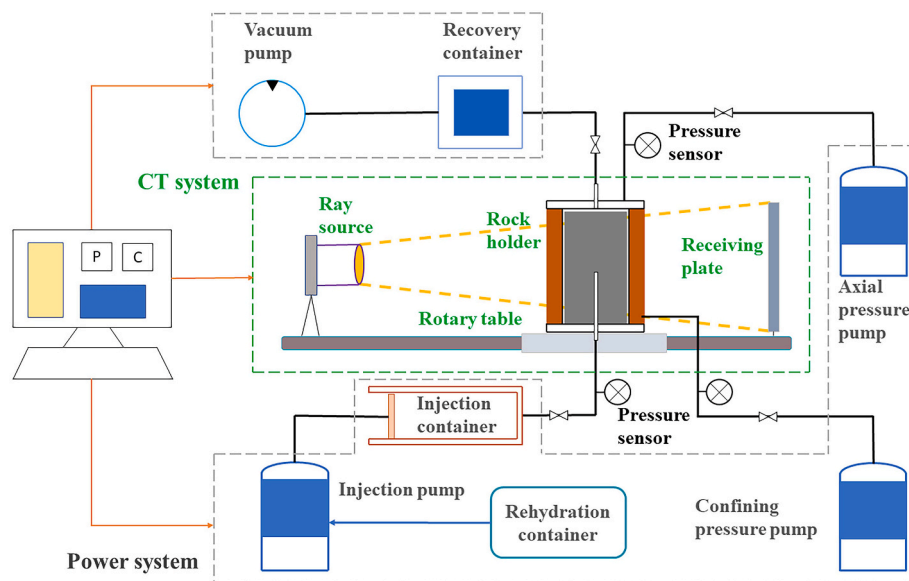 Vacuum
pump
Recovery
container
Pressure
sensor
CT system
Ray
source
Rock
holder
Receiving
plate
P
C
Rotary table
Axial
pressure
pump
Injection
container
Pressure
sensor
Injection pump
Rehydration
container
Confining
pressure pump
Power system